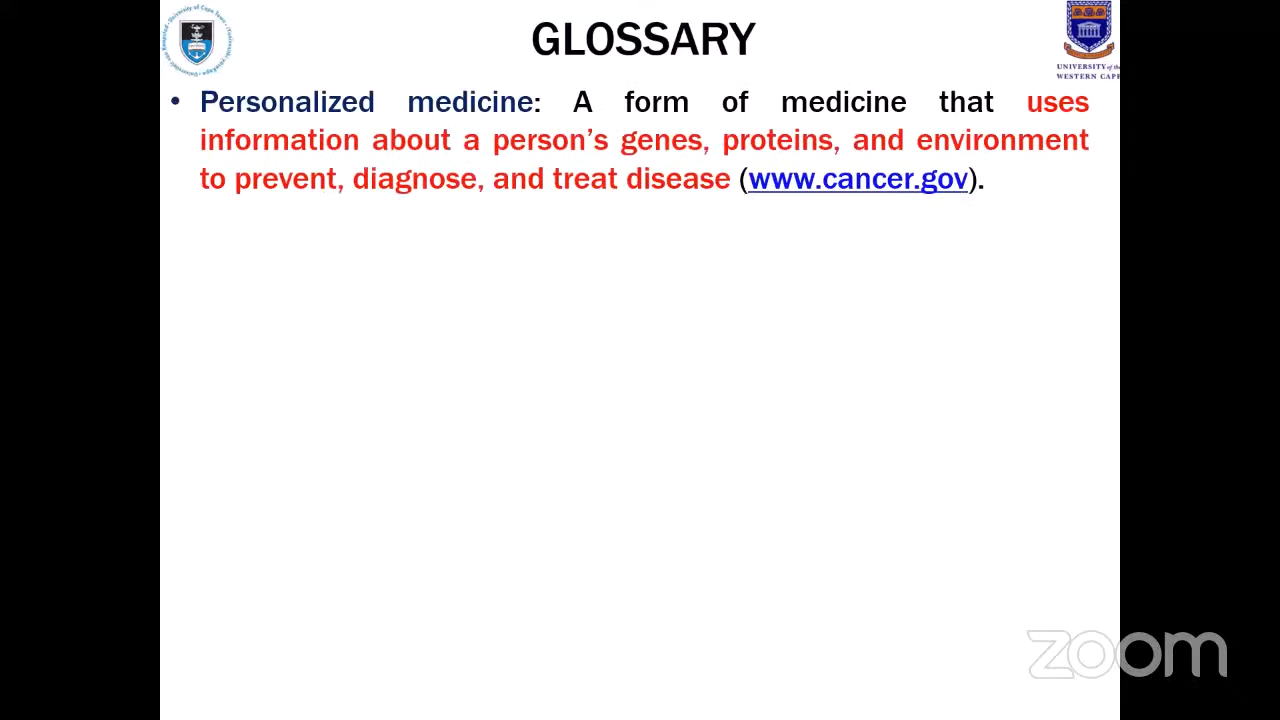 GLOSSARY
UNIVERSITY of the
WESTERN CAPE
• Personalized medicine: A form of medicine that uses
information about a person's genes, proteins, and environment
to prevent, diagnose, and treat disease (www.cancer.gov).
zoom